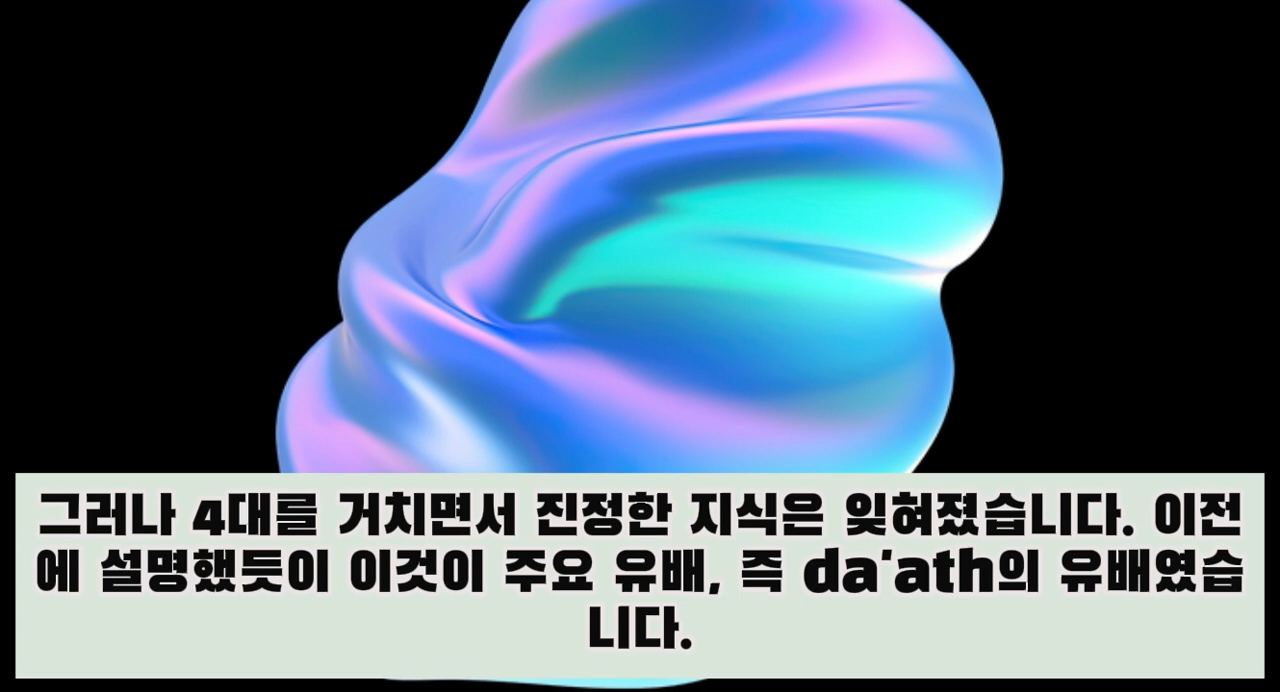 그러나 4대를 거치면서 진정한 지식은 잊혀졌습니다. 이전
에 설명했듯이 이것이 주요 유배, 즉 da'ath의 유배였습
니다.